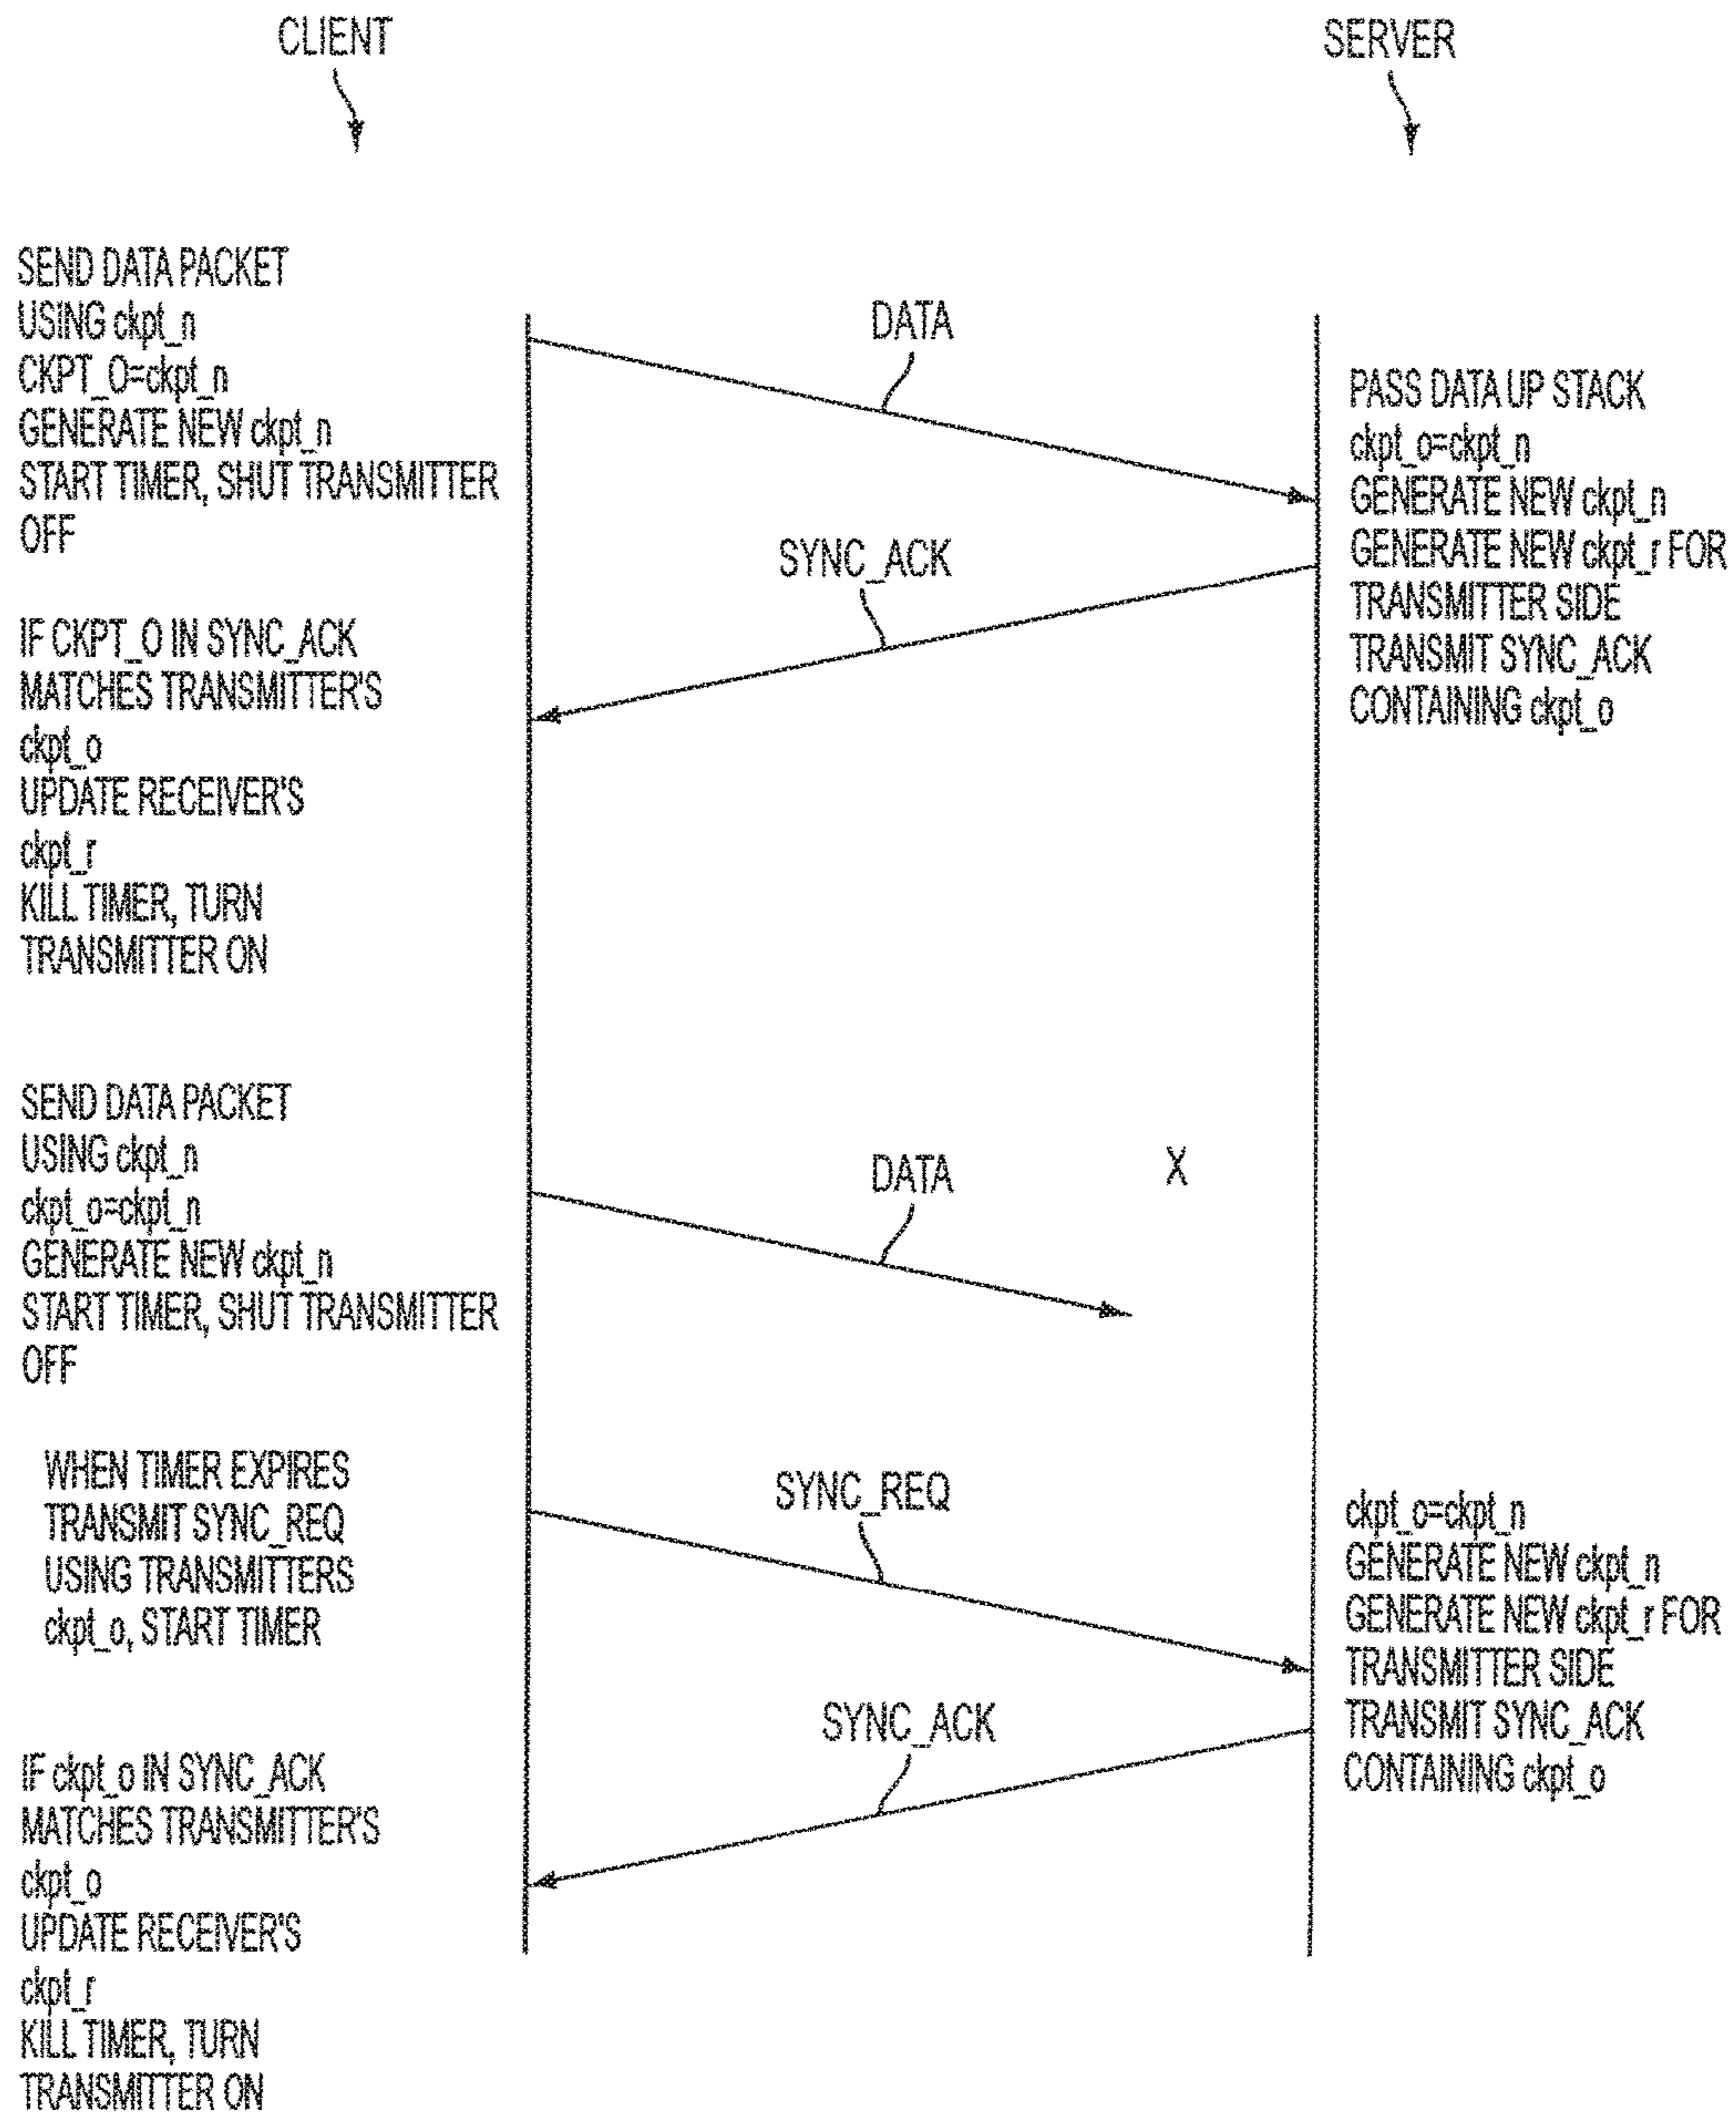 CLIENT
SERVER
SEND DATA PACKET
USING ckpt_n
CKPT_O=ckpt_n
GENERATE NEW ckpt_n
START TIMER, SHUT TRANSMITTER
OFF
DATA
PASS DATA UP STACK
ckpt_o=ckpt_n
GENERATE NEW ckpt_n
GENERATE NEW ckpt_r FOR
TRANSMITTER SIDE
TRANSMIT SYNC_ACK
CONTAINING ckpt_o
SYNC_ACK
IF CKPT_O IN SYNC_ACK
MATCHES TRANSMITTER'S
ckpt_o
UPDATE RECEIVER'S
ckpt_r
KILL TIMER, TURN
TRANSMITTER ON
SEND DATA PACKET
USING ckpt_n
ckpt_o=ckpt_n
GENERATE NEW ckpt_n
START TIMER, SHUT TRANSMITTER
OFF
DATA
X
WHEN TIMER EXPIRES
TRANSMIT SYNC_REQ
USING TRANSMITTERS
ckpt_o, START TIMER
SYNC_REQ
ckpt_o=ckpt_n
GENERATE NEW ckpt_n
GENERATE NEW ckpt_r FOR
TRANSMITTER SIDE
TRANSMIT SYNC_ACK
CONTAINING ckpt_o
SYNC_ACK
IF ckpt_o IN SYNC_ACK
MATCHES TRANSMITTER'S
ckpt_o
UPDATE RECEIVER'S
ckpt_r
KILL TIMER, TURN
TRANSMITTER ON